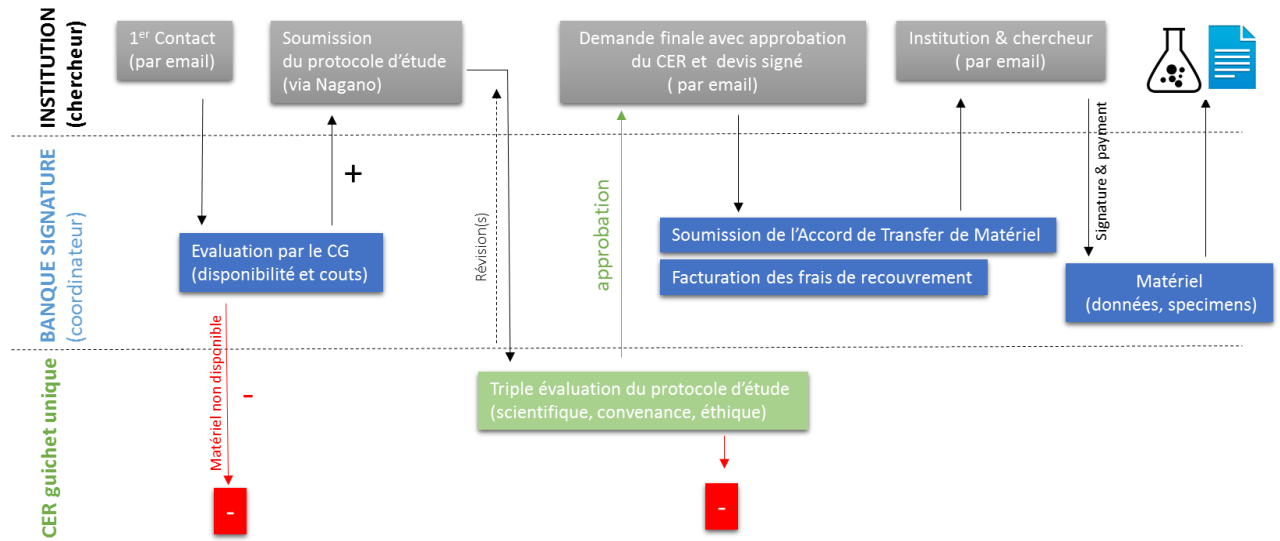 INSTITUTION
(chercheur)
1er Contact
(par email)
Soumission
du protocole d’étude
(via Nagano)
Demande finale avec approbation
du CER et devis signé
( par email)
Institution & chercheur
( par email)
BANQUE SIGNATURE
(coordinateur)
+
Evaluation par le CG
(disponibilité et couts)
Révision(s)
approbation
Soumission de l’Accord de Transfer de Matériel
Facturation des frais de recouvrement
Signature & payment
Matériel
(données, specimens)
CER guichet unique
Matériel non disponible
-
Triple évaluation du protocole d’étude
(scientifique, convenance, éthique)
-
-